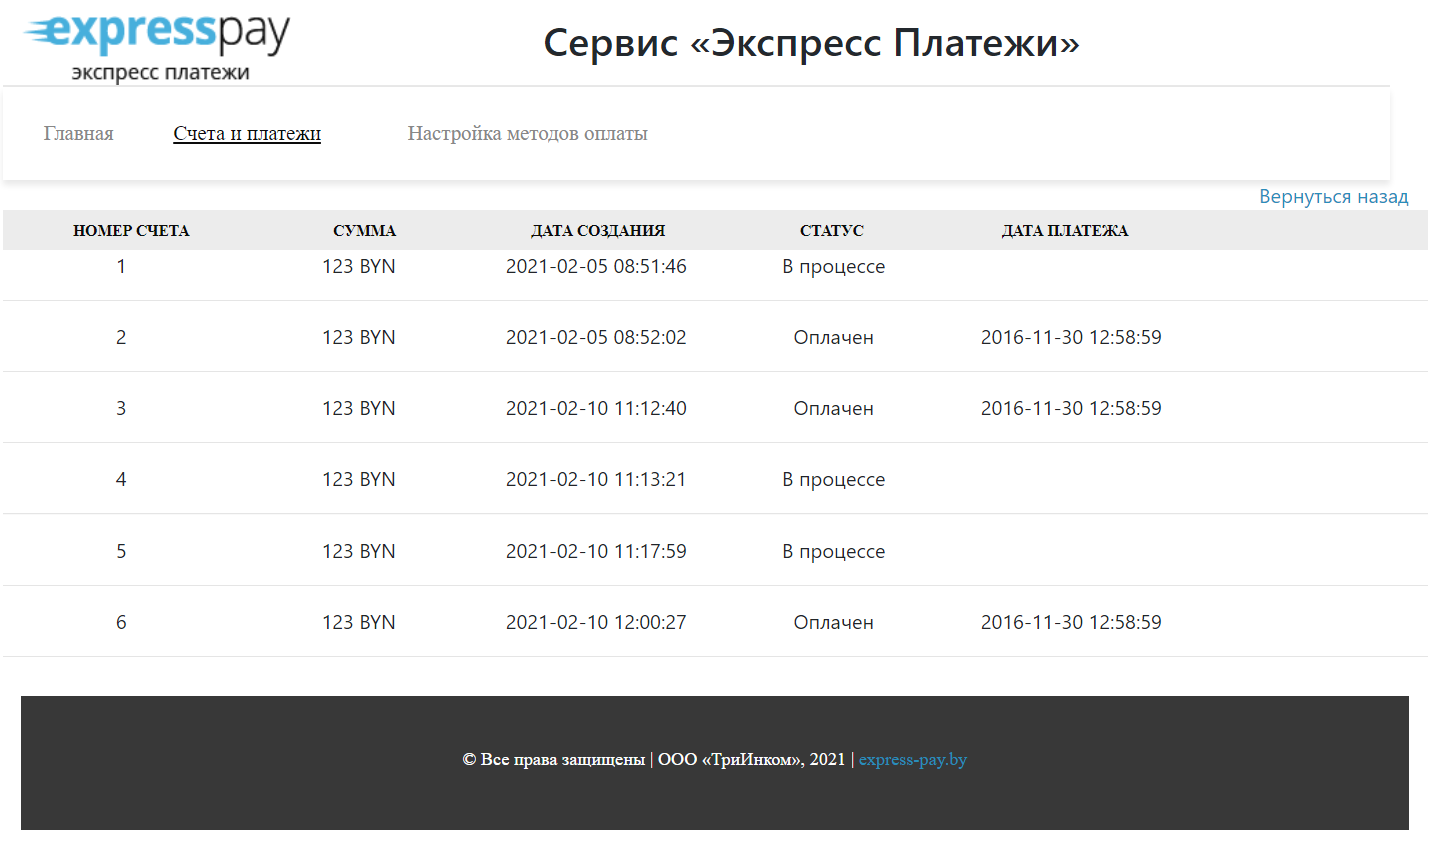 expresspay
экспресс платежи
Сервис «Экспресс Платежи»
Главная Счета и платежи Настройка методов оплаты
Вернуться назад
НОМЕР СЧЕТА СУММА ДАТА СОЗДАНИЯ СТАТУС ДАТА ПЛАТЕЖА
1 123 BYN 2021-02-05 08:51:46 В процессе
2 123 BYN 2021-02-05 08:52:02 Оплачен 2016-11-30 12:58:59
3 123 BYN 2021-02-10 11:12:40 Оплачен 2016-11-30 12:58:59
4 123 BYN 2021-02-10 11:13:21 В процессе
5 123 BYN 2021-02-10 11:17:59 В процессе
6 123 BYN 2021-02-10 12:00:27 Оплачен 2016-11-30 12:58:59
© Все права защищены | ООО «ТриИнком», 2021 | express-pay.by